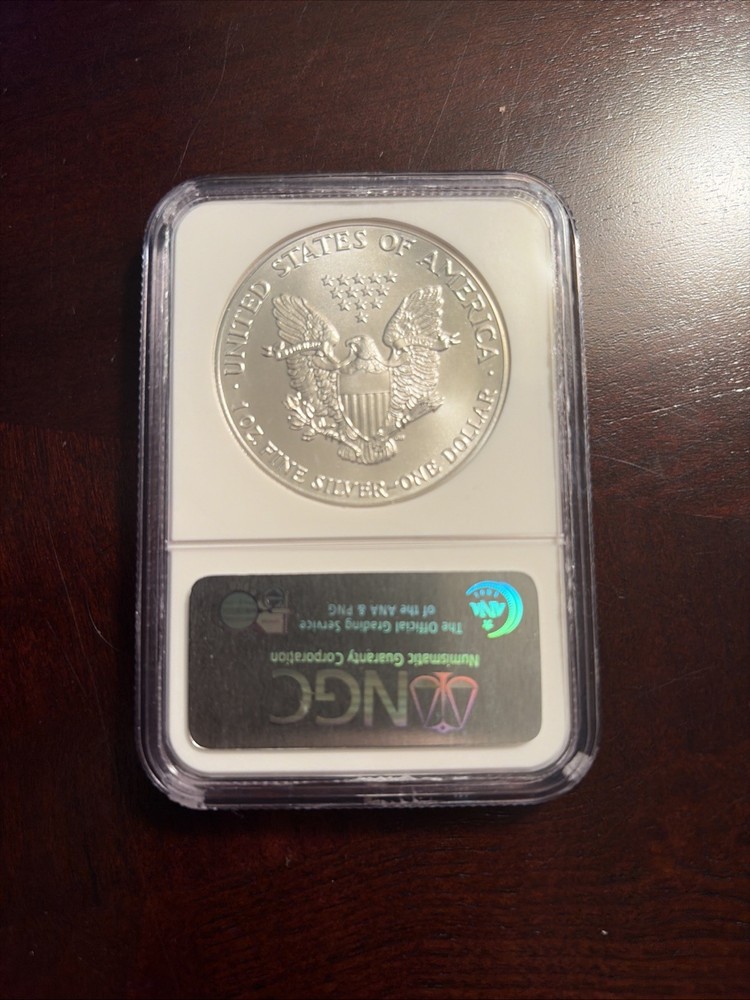 UNITED STATES OF AMERICA
1 OZ. FINE SILVER–ONE DOLLAR
NGC
Numismatic Guaranty Corporation
The Official Grading Service
of the ANA & PNG
ANA